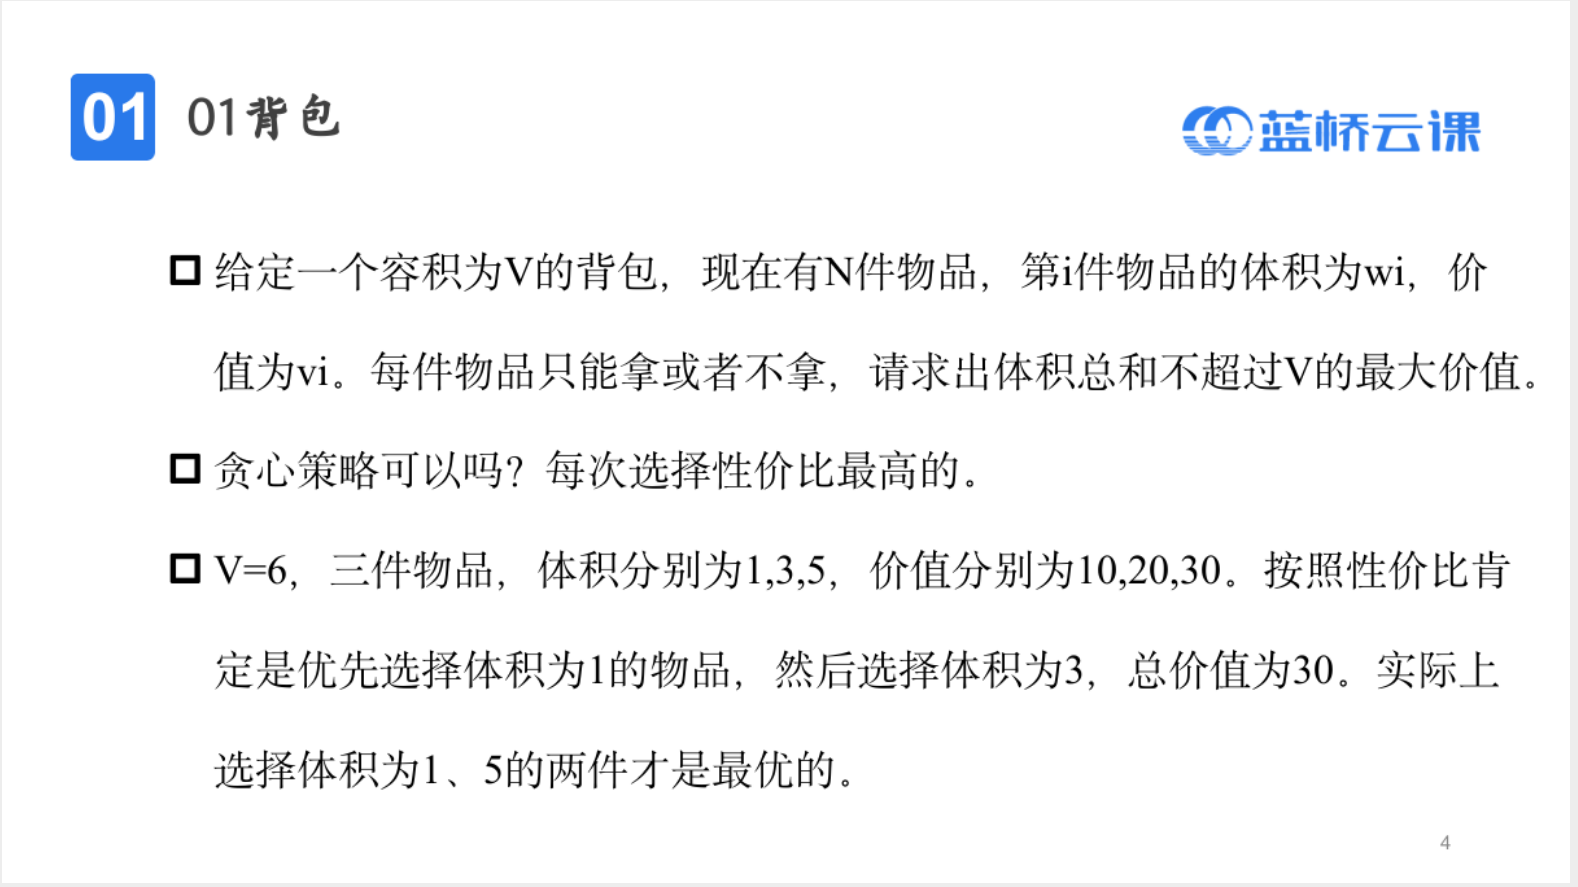 01 01背包
蓝桥云课
给定一个容积为V的背包，现在有N件物品，第i件物品的体积为wi，价
值为vi。每件物品只能拿或者不拿，请求出体积总和不超过V的最大价值。
贪心策略可以吗？每次选择性价比最高的。
V=6，三件物品，体积分别为1,3,5，价值分别为10,20,30。按照性价比肯
定是优先选择体积为1的物品，然后选择体积为3，总价值为30。实际上
选择体积为1、5的两件才是最优的。
4